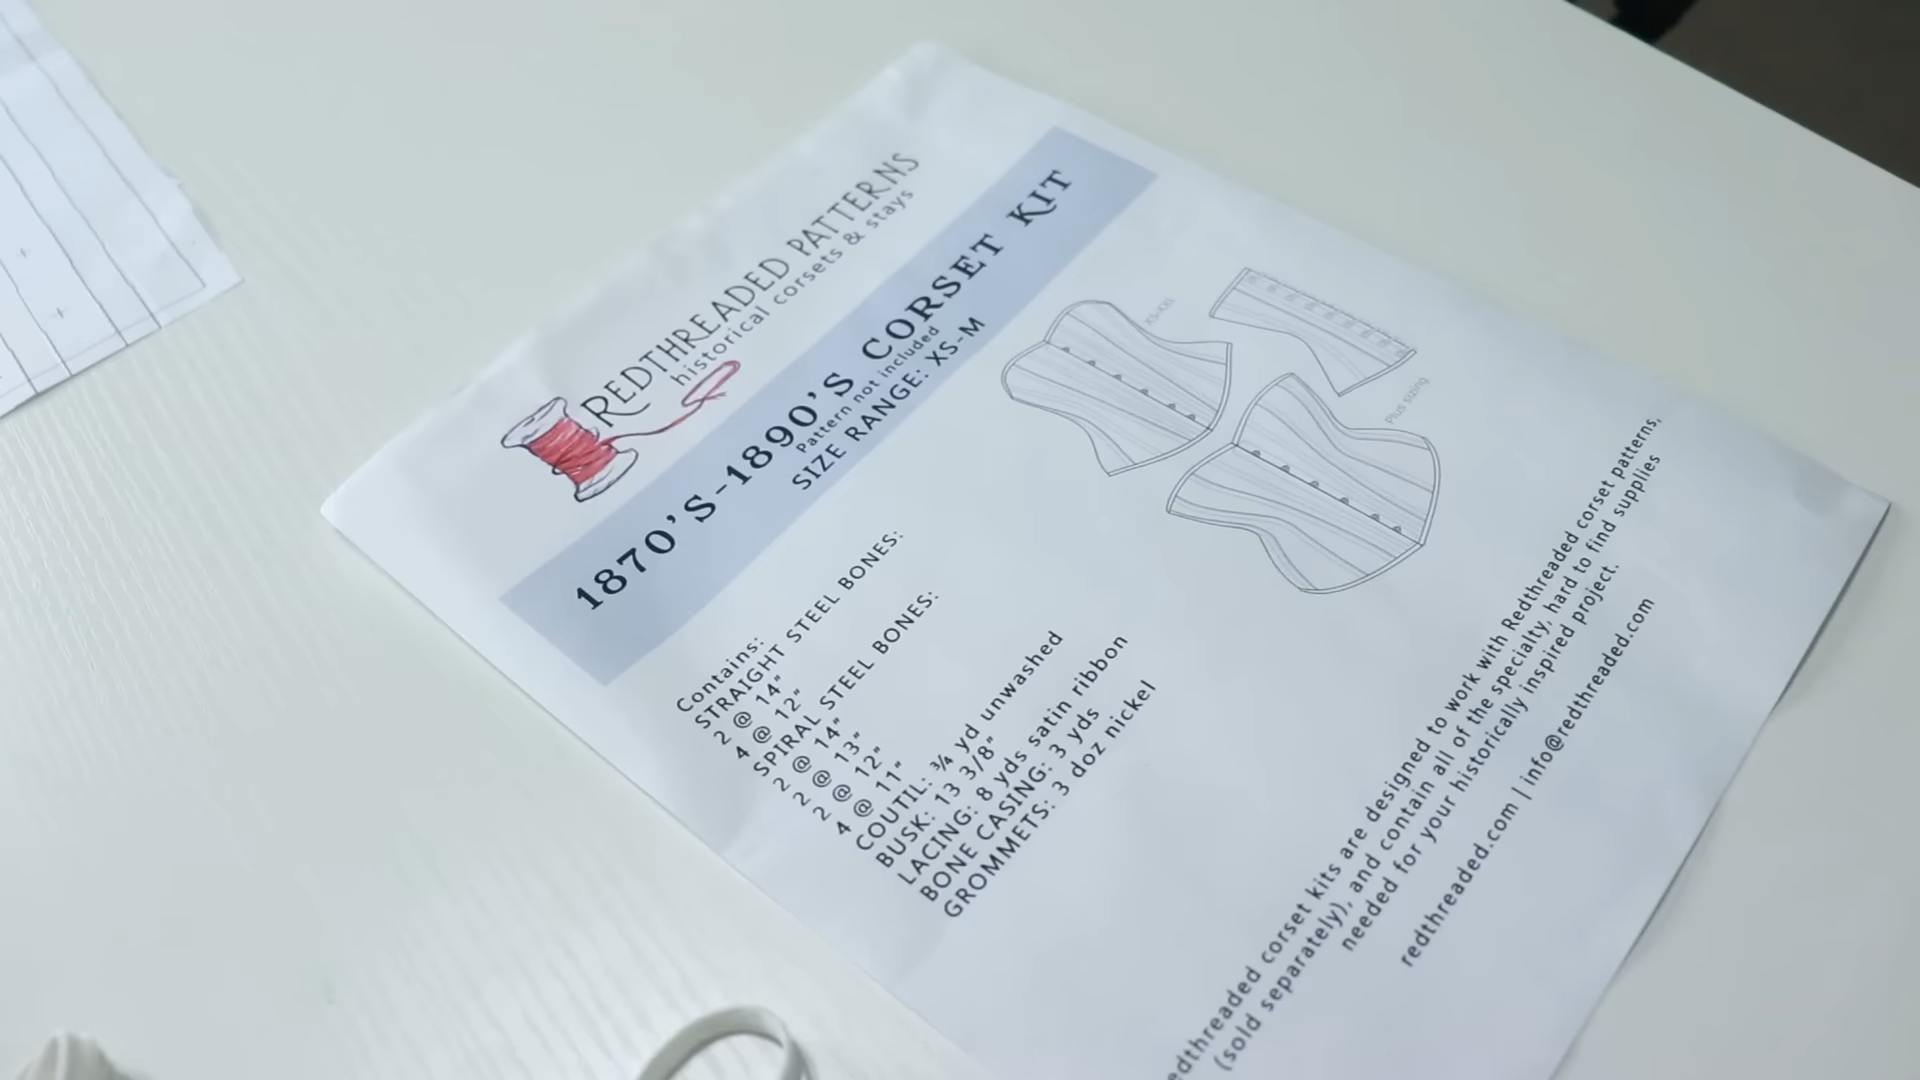 REDTHREADED PATTERNS
historical corsets & stays
1870'S-1890'S CORSET KIT
Pattern not included
SIZE RANGE: XS-M
XS-XXL
Plus sizing
Contains:
STRAIGHT STEEL BONES:
2 @ 14"
4 @ 12"
SPIRAL STEEL BONES:
2 @ 14"
2 @ 13"
2 @ 12"
4 @ 11"
COUTIL: ¾ yd unwashed
BUSK: 13 3/8"
LACING: 8 yds satin ribbon
BONE CASING: 3 yds
GROMMETS: 3 doz nickel
edthreaded corset kits are designed to work with Redthreaded corset patterns,
(sold separately), and contain all of the specialty, hard to find supplies
needed for your historically inspired project.
redthreaded.com | info@redthreaded.com